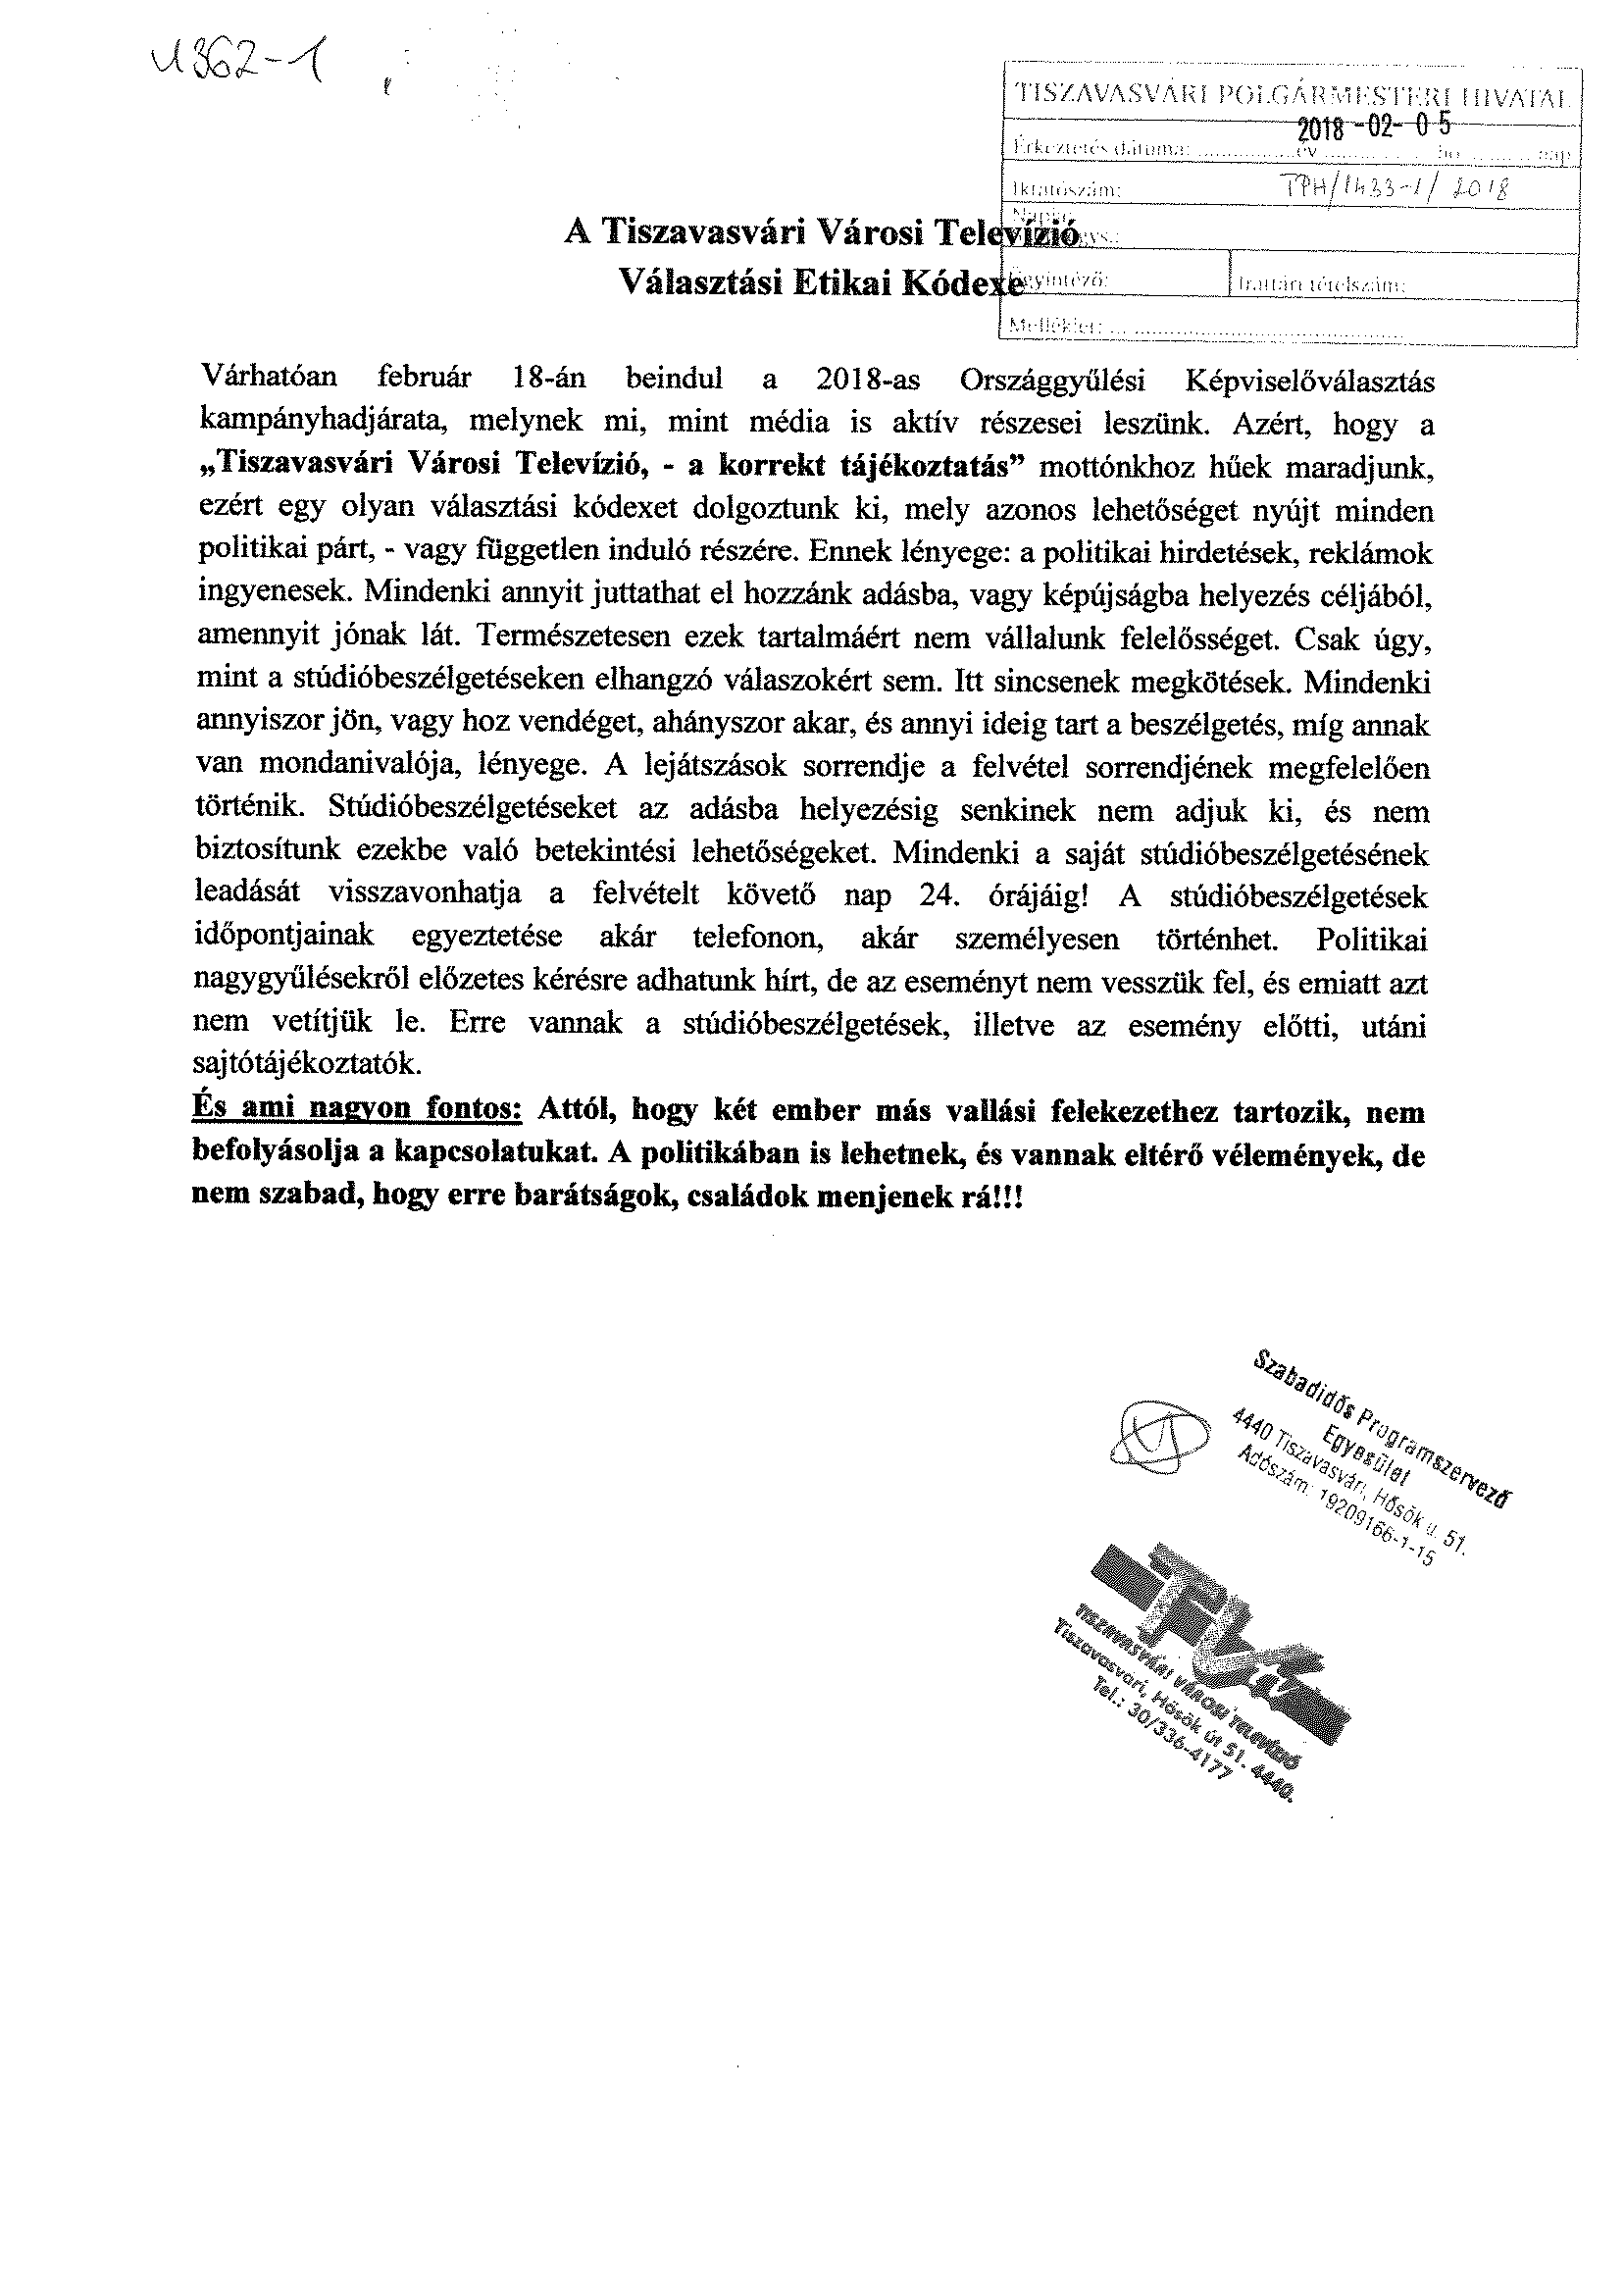 U362-1
TISZAVASVÁRI POLGÁRMESTERI HIVATAL
2018 -02- 05
Érkeztetés dátuma: ............ év ............ hó ............ nap
Iktatószám: TPH/1433-1/2018
Ügyintéző: Irattári tételszám:
Melléklet: ............
A Tiszavasvári Városi Televízió
Választási Etikai Kódexe
Várhatóan február 18-án beindul a 2018-as Országgyűlési Képviselőválasztás
kampányhadjárata, melynek mi, mint média is aktív részesei leszünk. Azért, hogy a
„Tiszavasvári Városi Televízió, - a korrekt tájékoztatás” mottónkhoz hűek maradjunk,
ezért egy olyan választási kódexet dolgoztunk ki, mely azonos lehetőséget nyújt minden
politikai párt, - vagy független induló részére. Ennek lényege: a politikai hirdetések, reklámok
ingyenesek. Mindenki annyit juttathat el hozzánk adásba, vagy képújságba helyezés céljából,
amennyit jónak lát. Természetesen ezek tartalmáért nem vállalunk felelősséget. Csak úgy,
mint a stúdióbeszélgetéseken elhangzó válaszokért sem. Itt sincsenek megkötések. Mindenki
annyiszor jön, vagy hoz vendéget, ahányszor akar, és annyi ideig tart a beszélgetés, míg annak
van mondanivalója, lényege. A lejátszások sorrendje a felvétel sorrendjének megfelelően
történik. Stúdióbeszélgetéseket az adásba helyezésig senkinek nem adjuk ki, és nem
biztosítunk ezekbe való betekintési lehetőségeket. Mindenki a saját stúdióbeszélgetésének
leadását visszavonhatja a felvételt követő nap 24. órájáig! A stúdióbeszélgetések
időpontjainak egyeztetése akár telefonon, akár személyesen történhet. Politikai
nagygyűlésekről előzetes kérésre adhatunk hírt, de az eseményt nem vesszük fel, és emiatt azt
nem vetítjük le. Erre vannak a stúdióbeszélgetések, illetve az esemény előtti, utáni
sajtótájékoztatók.
És ami nagyon fontos: Attól, hogy két ember más vallási felekezethez tartozik, nem
befolyásolja a kapcsolatukat. A politikában is lehetnek, és vannak eltérő vélemények, de
nem szabad, hogy erre barátságok, családok menjenek rá!!!
Szabadidős Programszervező
Egyesület
4440 Tiszavasvári, Hősök u. 51.
Adószám: 19209166-1-15
TISZAVASVÁRI VÁROSI TELEVÍZIÓ
Tiszavasvári, Hősök út 51. 4440.
Tel.: 30/336-4177